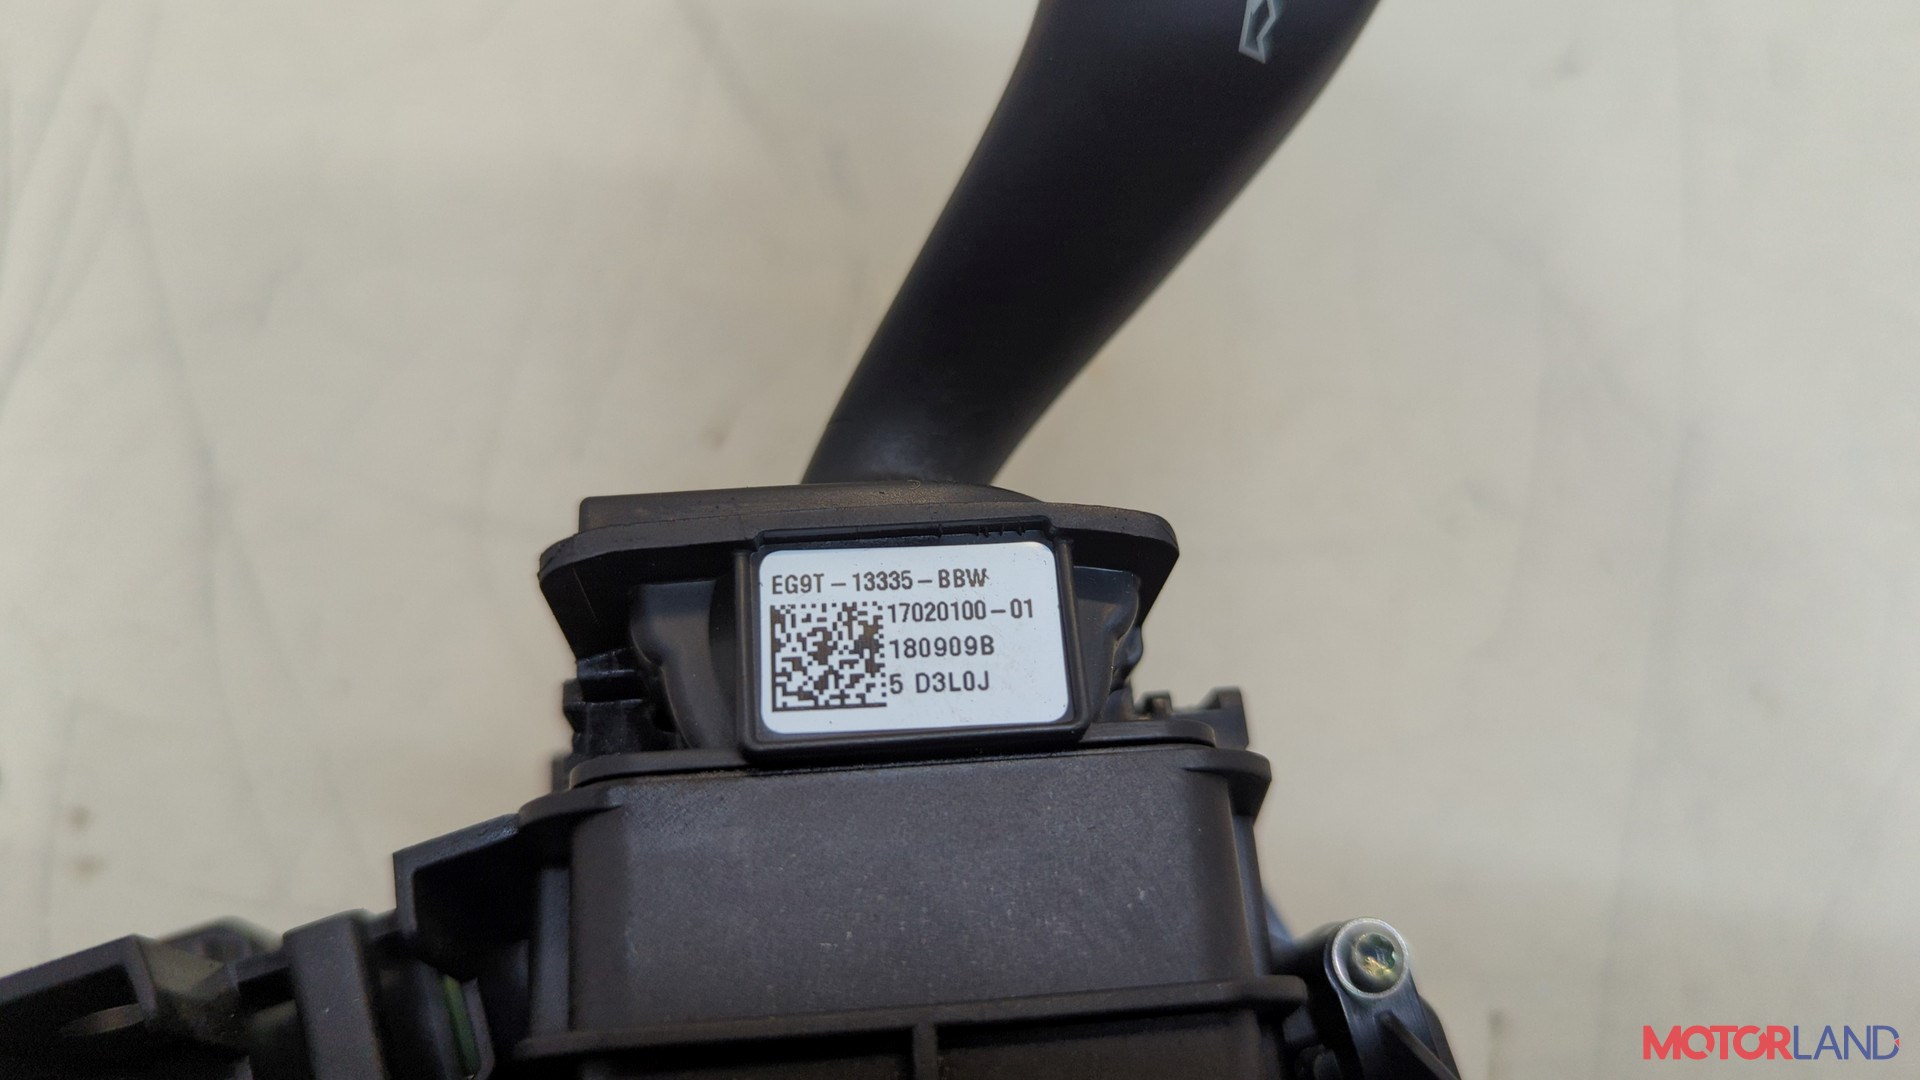 EG9T-13335-BBW
17020100-01
180909B
5 D3L0J
MOTORLAND